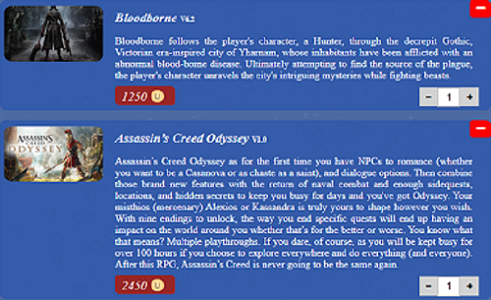 Bloodborne V4.2
Bloodborne follows the player's character, a Hunter, through the decrepit Gothic,
Victorian era-inspired city of Yharnam, whose inhabitants have been afflicted with an
abnormal blood-borne disease. Ultimately attempting to find the source of the plague,
the player's character unravels the city's intriguing mysteries while fighting beasts.
1250 U
− 1 +
ASSASSIN'S CREED
ODYSSEY
Assassin's Creed Odyssey V1.0
Assassin's Creed Odyssey as for the first time you have NPCs to romance (whether
you want to be a Casanova or as chaste as a saint), and dialogue options. Then combine
those brand new features with the return of naval combat and enough sidequests,
locations, and hidden secrets to keep you busy for days and you've got Odyssey. Your
misthios (mercenary) Alexios or Kassandra is truly yours to shape however you wish.
With nine endings to unlock, the way you end specific quests will end up having an
impact on the world around you whether that's for the better or worse. You know what
that means? Multiple playthroughs. If you dare, of course, as you will be kept busy for
over 100 hours if you choose to explore everywhere and do everything (and everyone).
After this RPG, Assassin's Creed is never going to be the same again.
2450 U
− 1 +